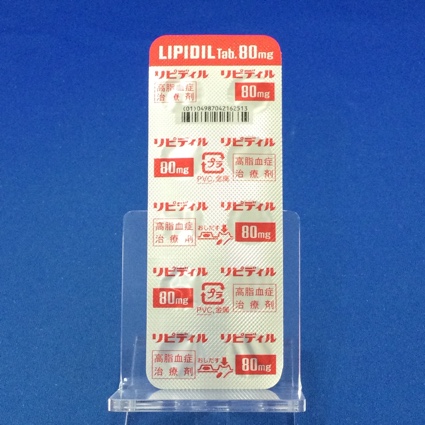 LIPIDIL Tab. 80mg
リピディル リピディル
高脂血症
治療剤
80mg
(01)04987042162511
リピディル リピディル
80mg
プラ
PVC, 金属
高脂血症
治療剤
リピディル リピディル
高脂血症
治療剤
おしだす
80mg
リピディル リピディル
80mg
プラ
PVC, 金属
高脂血症
治療剤
リピディル リピディル
高脂血症
治療剤
おしだす
80mg